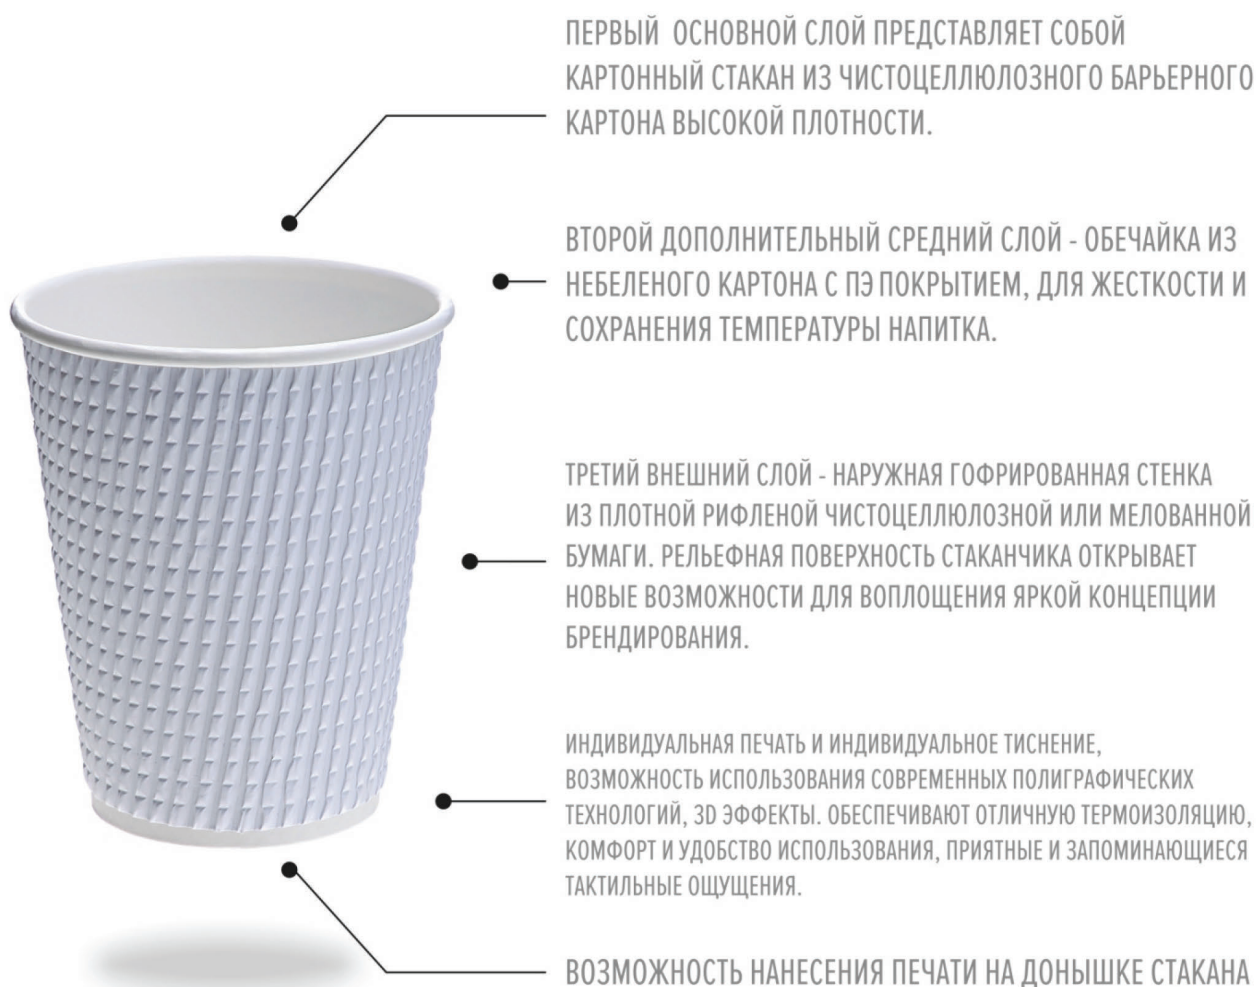 ПЕРВЫЙ ОСНОВНОЙ СЛОЙ ПРЕДСТАВЛЯЕТ СОБОЙ
КАРТОННЫЙ СТАКАН ИЗ ЧИСТОЦЕЛЛЮЛОЗНОГО БАРЬЕРНОГО
КАРТОНА ВЫСОКОЙ ПЛОТНОСТИ.
ВТОРОЙ ДОПОЛНИТЕЛЬНЫЙ СРЕДНИЙ СЛОЙ - ОБЕЧАЙКА ИЗ
НЕБЕЛЕНОГО КАРТОНА С ПЭ ПОКРЫТИЕМ, ДЛЯ ЖЕСТКОСТИ И
СОХРАНЕНИЯ ТЕМПЕРАТУРЫ НАПИТКА.
ТРЕТИЙ ВНЕШНИЙ СЛОЙ - НАРУЖНАЯ ГОФРИРОВАННАЯ СТЕНКА
ИЗ ПЛОТНОЙ РИФЛЕНОЙ ЧИСТОЦЕЛЛЮЛОЗНОЙ ИЛИ МЕЛОВАННОЙ
БУМАГИ. РЕЛЬЕФНАЯ ПОВЕРХНОСТЬ СТАКАНЧИКА ОТКРЫВАЕТ
НОВЫЕ ВОЗМОЖНОСТИ ДЛЯ ВОПЛОЩЕНИЯ ЯРКОЙ КОНЦЕПЦИИ
БРЕНДИРОВАНИЯ.
ИНДИВИДУАЛЬНАЯ ПЕЧАТЬ И ИНДИВИДУАЛЬНОЕ ТИСНЕНИЕ,
ВОЗМОЖНОСТЬ ИСПОЛЬЗОВАНИЯ СОВРЕМЕННЫХ ПОЛИГРАФИЧЕСКИХ
ТЕХНОЛОГИЙ, 3D ЭФФЕКТЫ. ОБЕСПЕЧИВАЮТ ОТЛИЧНУЮ ТЕРМОИЗОЛЯЦИЮ,
КОМФОРТ И УДОБСТВО ИСПОЛЬЗОВАНИЯ, ПРИЯТНЫЕ И ЗАПОМИНАЮЩИЕСЯ
ТАКТИЛЬНЫЕ ОЩУЩЕНИЯ.
ВОЗМОЖНОСТЬ НАНЕСЕНИЯ ПЕЧАТИ НА ДОНЫШКЕ СТАКАНА